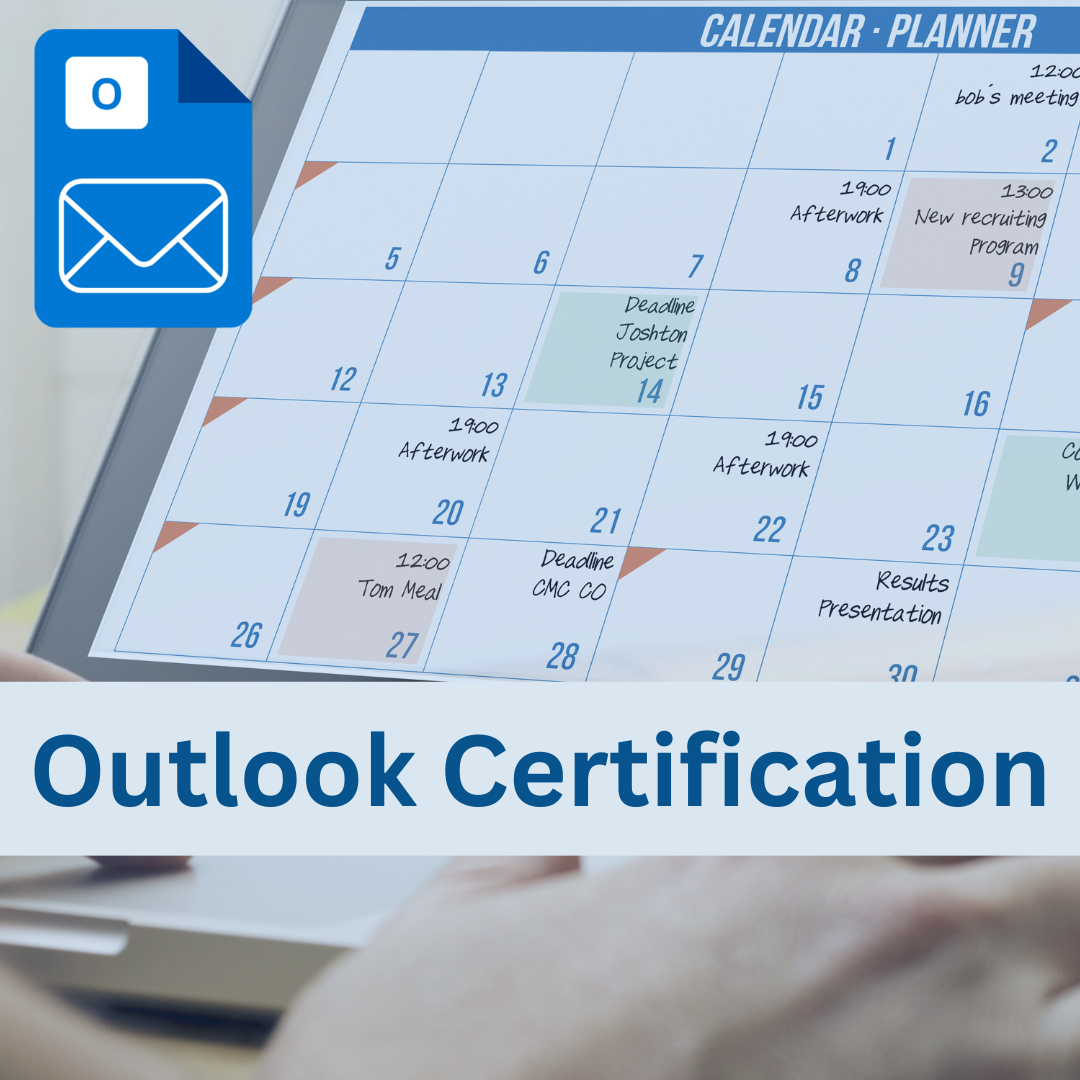 O
CALENDAR · PLANNER
12:00
bob's meeting
1
2
19:00
Afterwork
13:00
New recruiting
Program
5
6
7
8
9
Deadline
Joshton
Project
12
13
14
15
16
19:00
Afterwork
19:00
Afterwork
19
20
21
22
23
12:00
Tom Meal
Deadline
CMC CO
Results
Presentation
26
27
28
29
30
Outlook Certification